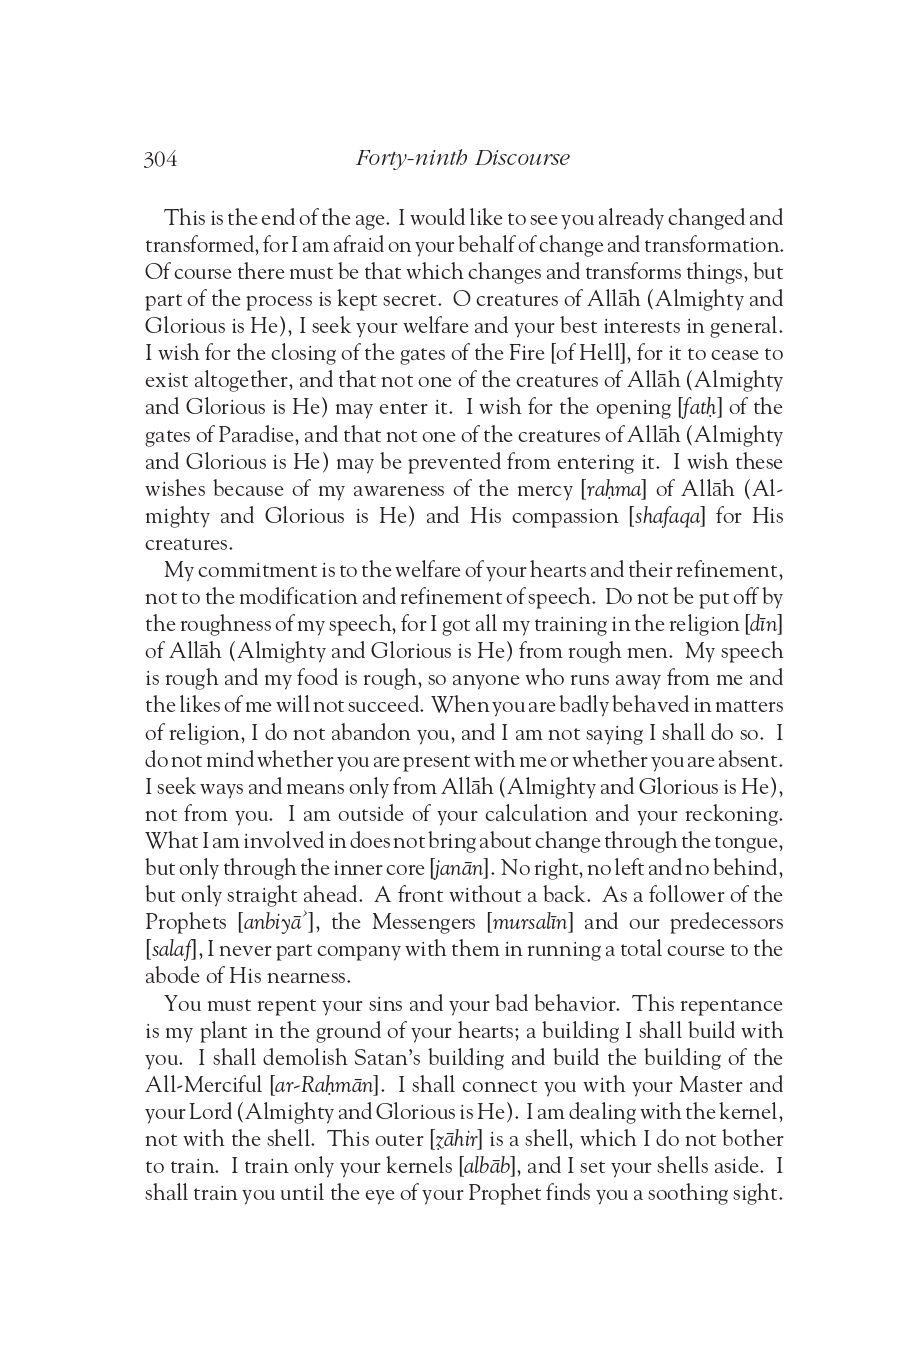 304
Forty-ninth Discourse
This is the end of the age. I would like to see you already changed and
transformed, for I am afraid on your behalf of change and transformation.
Of course there must be that which changes and transforms things, but
part of the process is kept secret. O creatures of Allāh (Almighty and
Glorious is He), I seek your welfare and your best interests in general.
I wish for the closing of the gates of the Fire [of Hell], for it to cease to
exist altogether, and that not one of the creatures of Allāh (Almighty
and Glorious is He) may enter it. I wish for the opening [fatḥ] of the
gates of Paradise, and that not one of the creatures of Allāh (Almighty
and Glorious is He) may be prevented from entering it. I wish these
wishes because of my awareness of the mercy [raḥma] of Allāh (Al-
mighty and Glorious is He) and His compassion [shafaqa] for His
creatures.
My commitment is to the welfare of your hearts and their refinement,
not to the modification and refinement of speech. Do not be put off by
the roughness of my speech, for I got all my training in the religion [dīn]
of Allāh (Almighty and Glorious is He) from rough men. My speech
is rough and my food is rough, so anyone who runs away from me and
the likes of me will not succeed. When you are badly behaved in matters
of religion, I do not abandon you, and I am not saying I shall do so. I
do not mind whether you are present with me or whether you are absent.
I seek ways and means only from Allāh (Almighty and Glorious is He),
not from you. I am outside of your calculation and your reckoning.
What I am involved in does not bring about change through the tongue,
but only through the inner core [janān]. No right, no left and no behind,
but only straight ahead. A front without a back. As a follower of the
Prophets [anbiyāʾ], the Messengers [mursalīn] and our predecessors
[salaf], I never part company with them in running a total course to the
abode of His nearness.
You must repent your sins and your bad behavior. This repentance
is my plant in the ground of your hearts; a building I shall build with
you. I shall demolish Satan’s building and build the building of the
All-Merciful [ar-Raḥmān]. I shall connect you with your Master and
your Lord (Almighty and Glorious is He). I am dealing with the kernel,
not with the shell. This outer [ẓāhir] is a shell, which I do not bother
to train. I train only your kernels [albāb], and I set your shells aside. I
shall train you until the eye of your Prophet finds you a soothing sight.